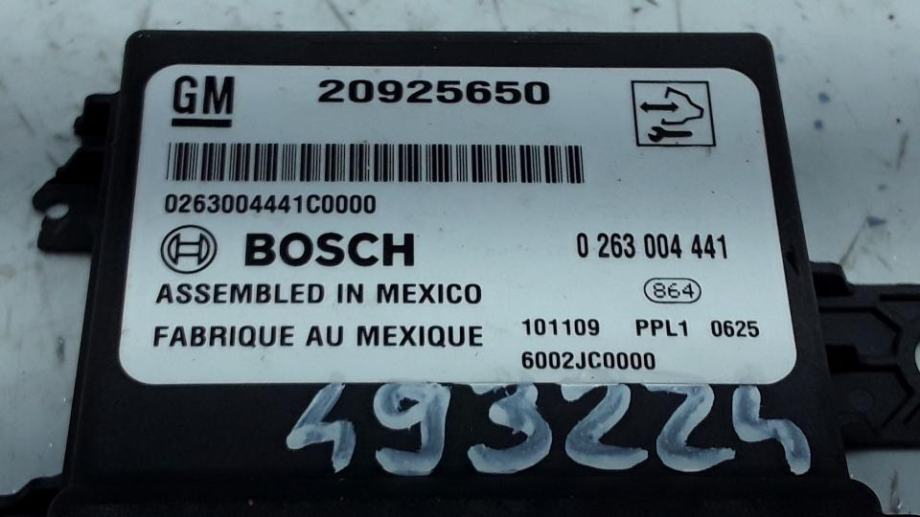 GM 20925650
0263004441C0000
BOSCH 0 263 004 441
ASSEMBLED IN MEXICO 864
FABRIQUE AU MEXIQUE 101109 PPL1 0625
6002JC0000
493224